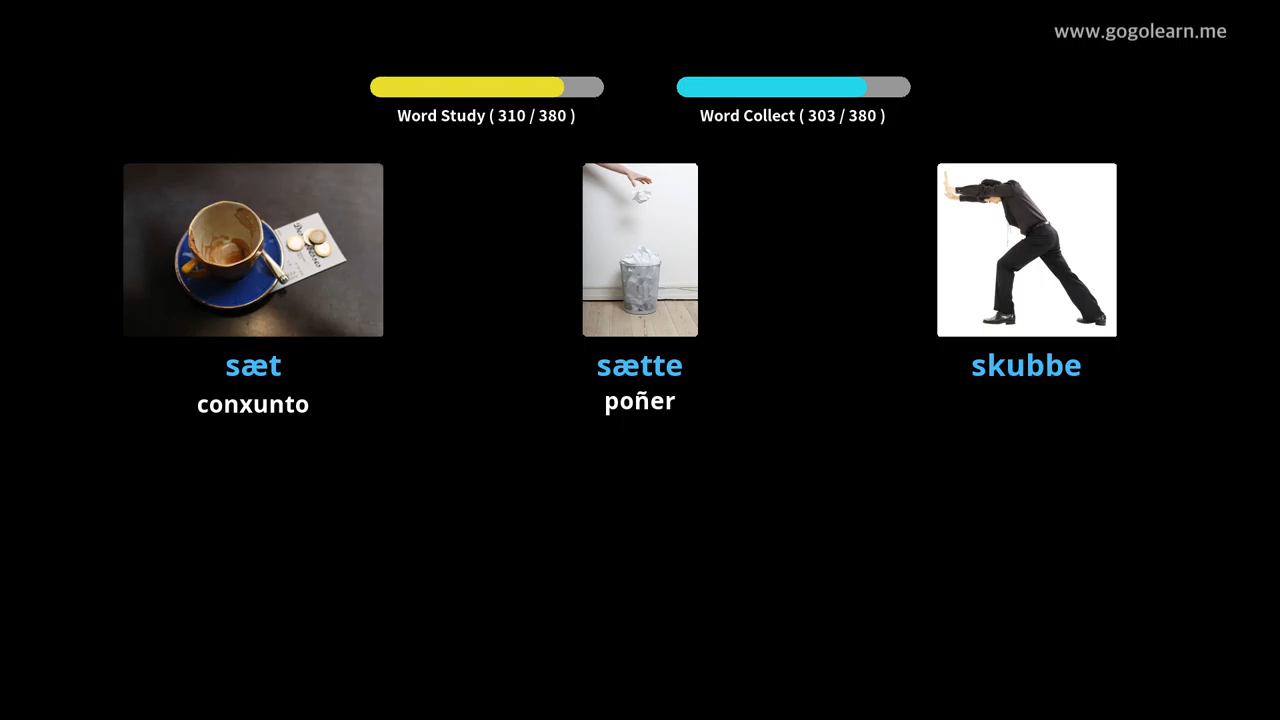 www.gogolearn.me
Word Study ( 310 / 380 )
Word Collect ( 303 / 380 )
sæt
sætte
skubbe
conxunto
poñer